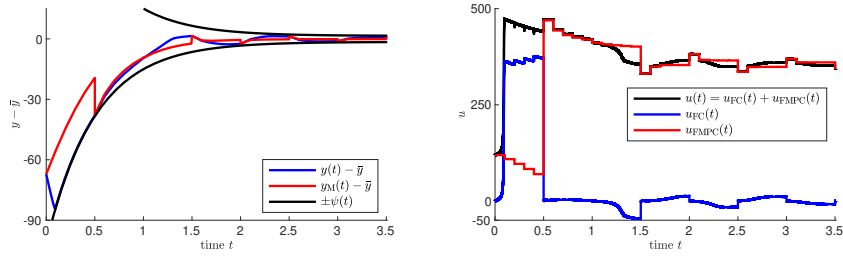 0
-30
-60
-90
y − ȳ
0
0.5
1
1.5
2
2.5
3
3.5
time t
y(t) − ȳ
y_M(t) − ȳ
±ψ(t)
500
250
0
-50
u
0
0.5
1
1.5
2
2.5
3
3.5
time t
u(t) = u_FC(t) + u_FMPC(t)
u_FC(t)
u_FMPC(t)